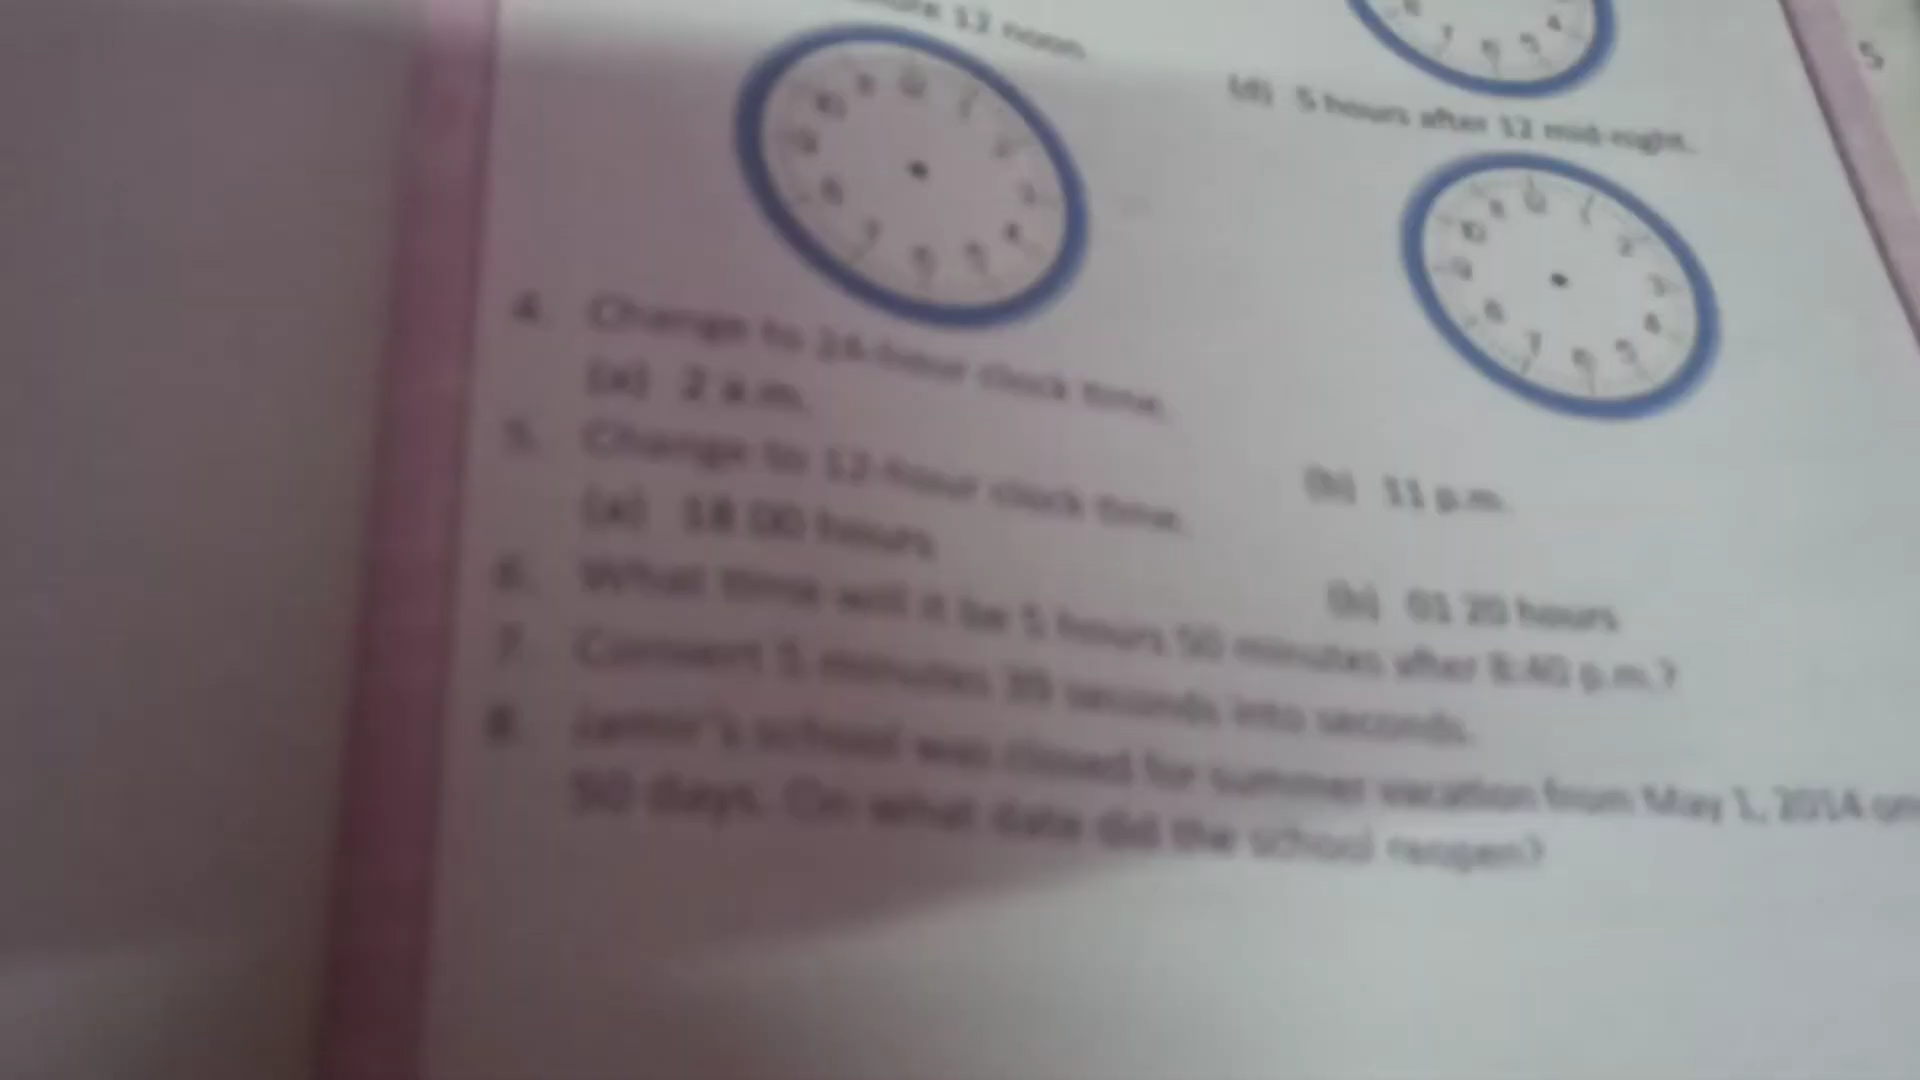 12 noon.
(d) 5 hours after 12 mid-night.
4. Change to 24-hour clock time.
(a) 2 a.m.
(b) 11 p.m.
5. Change to 12-hour clock time.
(a) 18 00 hours
(b) 01 20 hours
6. What time will it be 5 hours 50 minutes after 8:40 p.m.?
7. Convert 5 minutes 39 seconds into seconds.
8. school was closed for summer vacation from May 1, 2014
50 days. On what date did the school reopen?